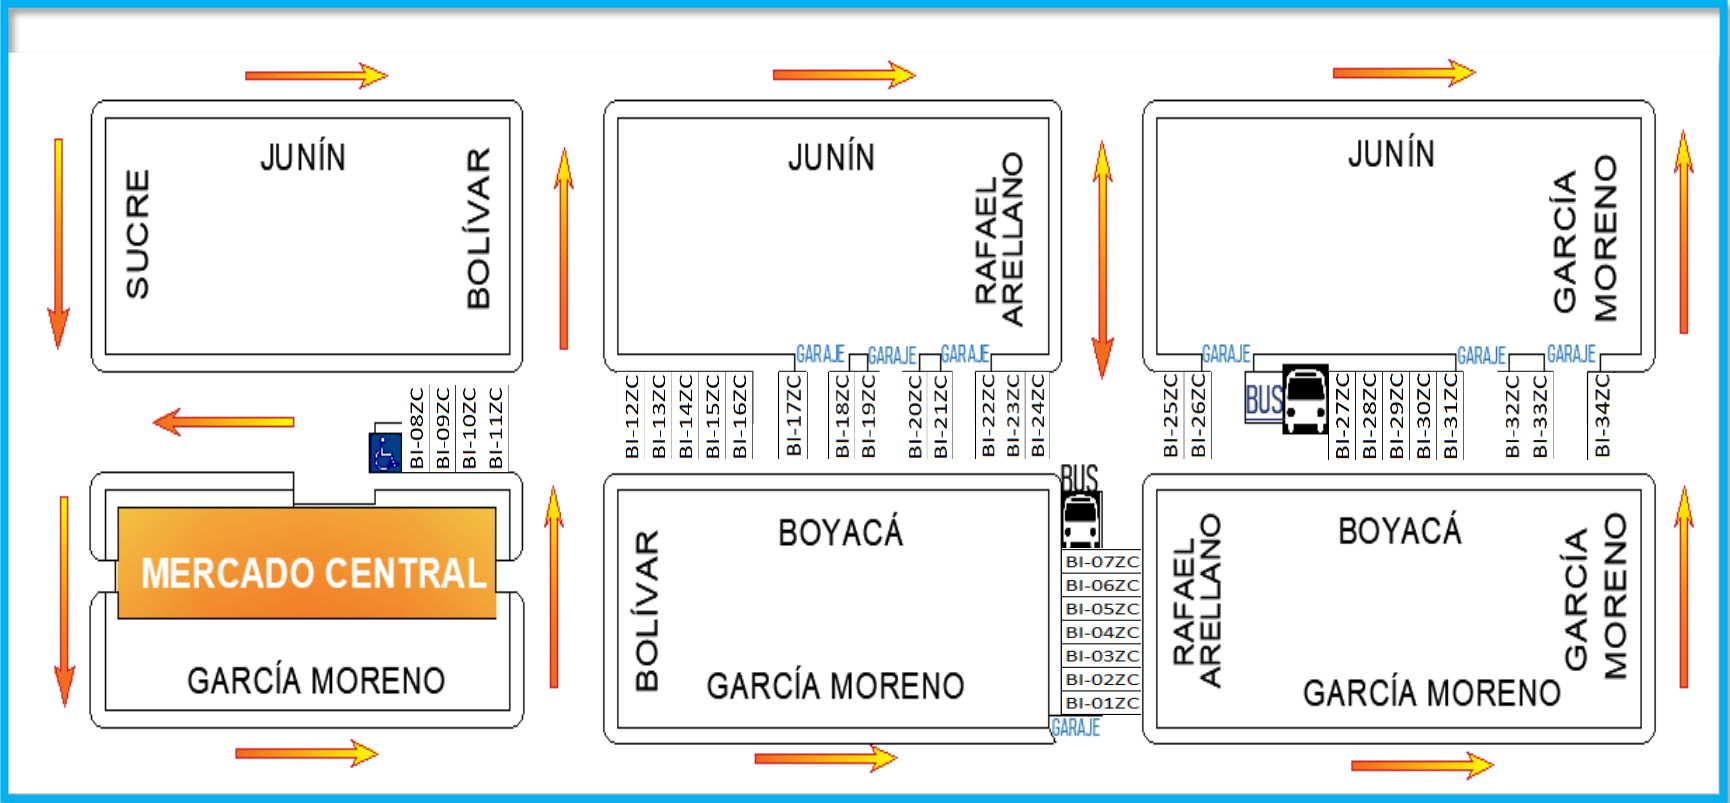 JUNÍN
SUCRE
BOLÍVAR
JUNÍN
RAFAEL
ARELLANO
JUNÍN
GARCÍA
MORENO
GARAJE
GARAJE
GARAJE
GARAJE
GARAJE
GARAJE
BI-08ZC
BI-09ZC
BI-10ZC
BI-11ZC
BI-12ZC
BI-13ZC
BI-14ZC
BI-15ZC
BI-16ZC
BI-17ZC
BI-18ZC
BI-19ZC
BI-20ZC
BI-21ZC
BI-22ZC
BI-23ZC
BI-24ZC
BI-25ZC
BI-26ZC
BUS
BI-27ZC
BI-28ZC
BI-29ZC
BI-30ZC
BI-31ZC
BI-32ZC
BI-33ZC
BI-34ZC
MERCADO CENTRAL
GARCÍA MORENO
BOYACÁ
BOLÍVAR
GARCÍA MORENO
BUS
BI-07ZC
BI-06ZC
BI-05ZC
BI-04ZC
BI-03ZC
BI-02ZC
BI-01ZC
GARAJE
BOYACÁ
RAFAEL
ARELLANO
GARCÍA
MORENO
GARCÍA MORENO